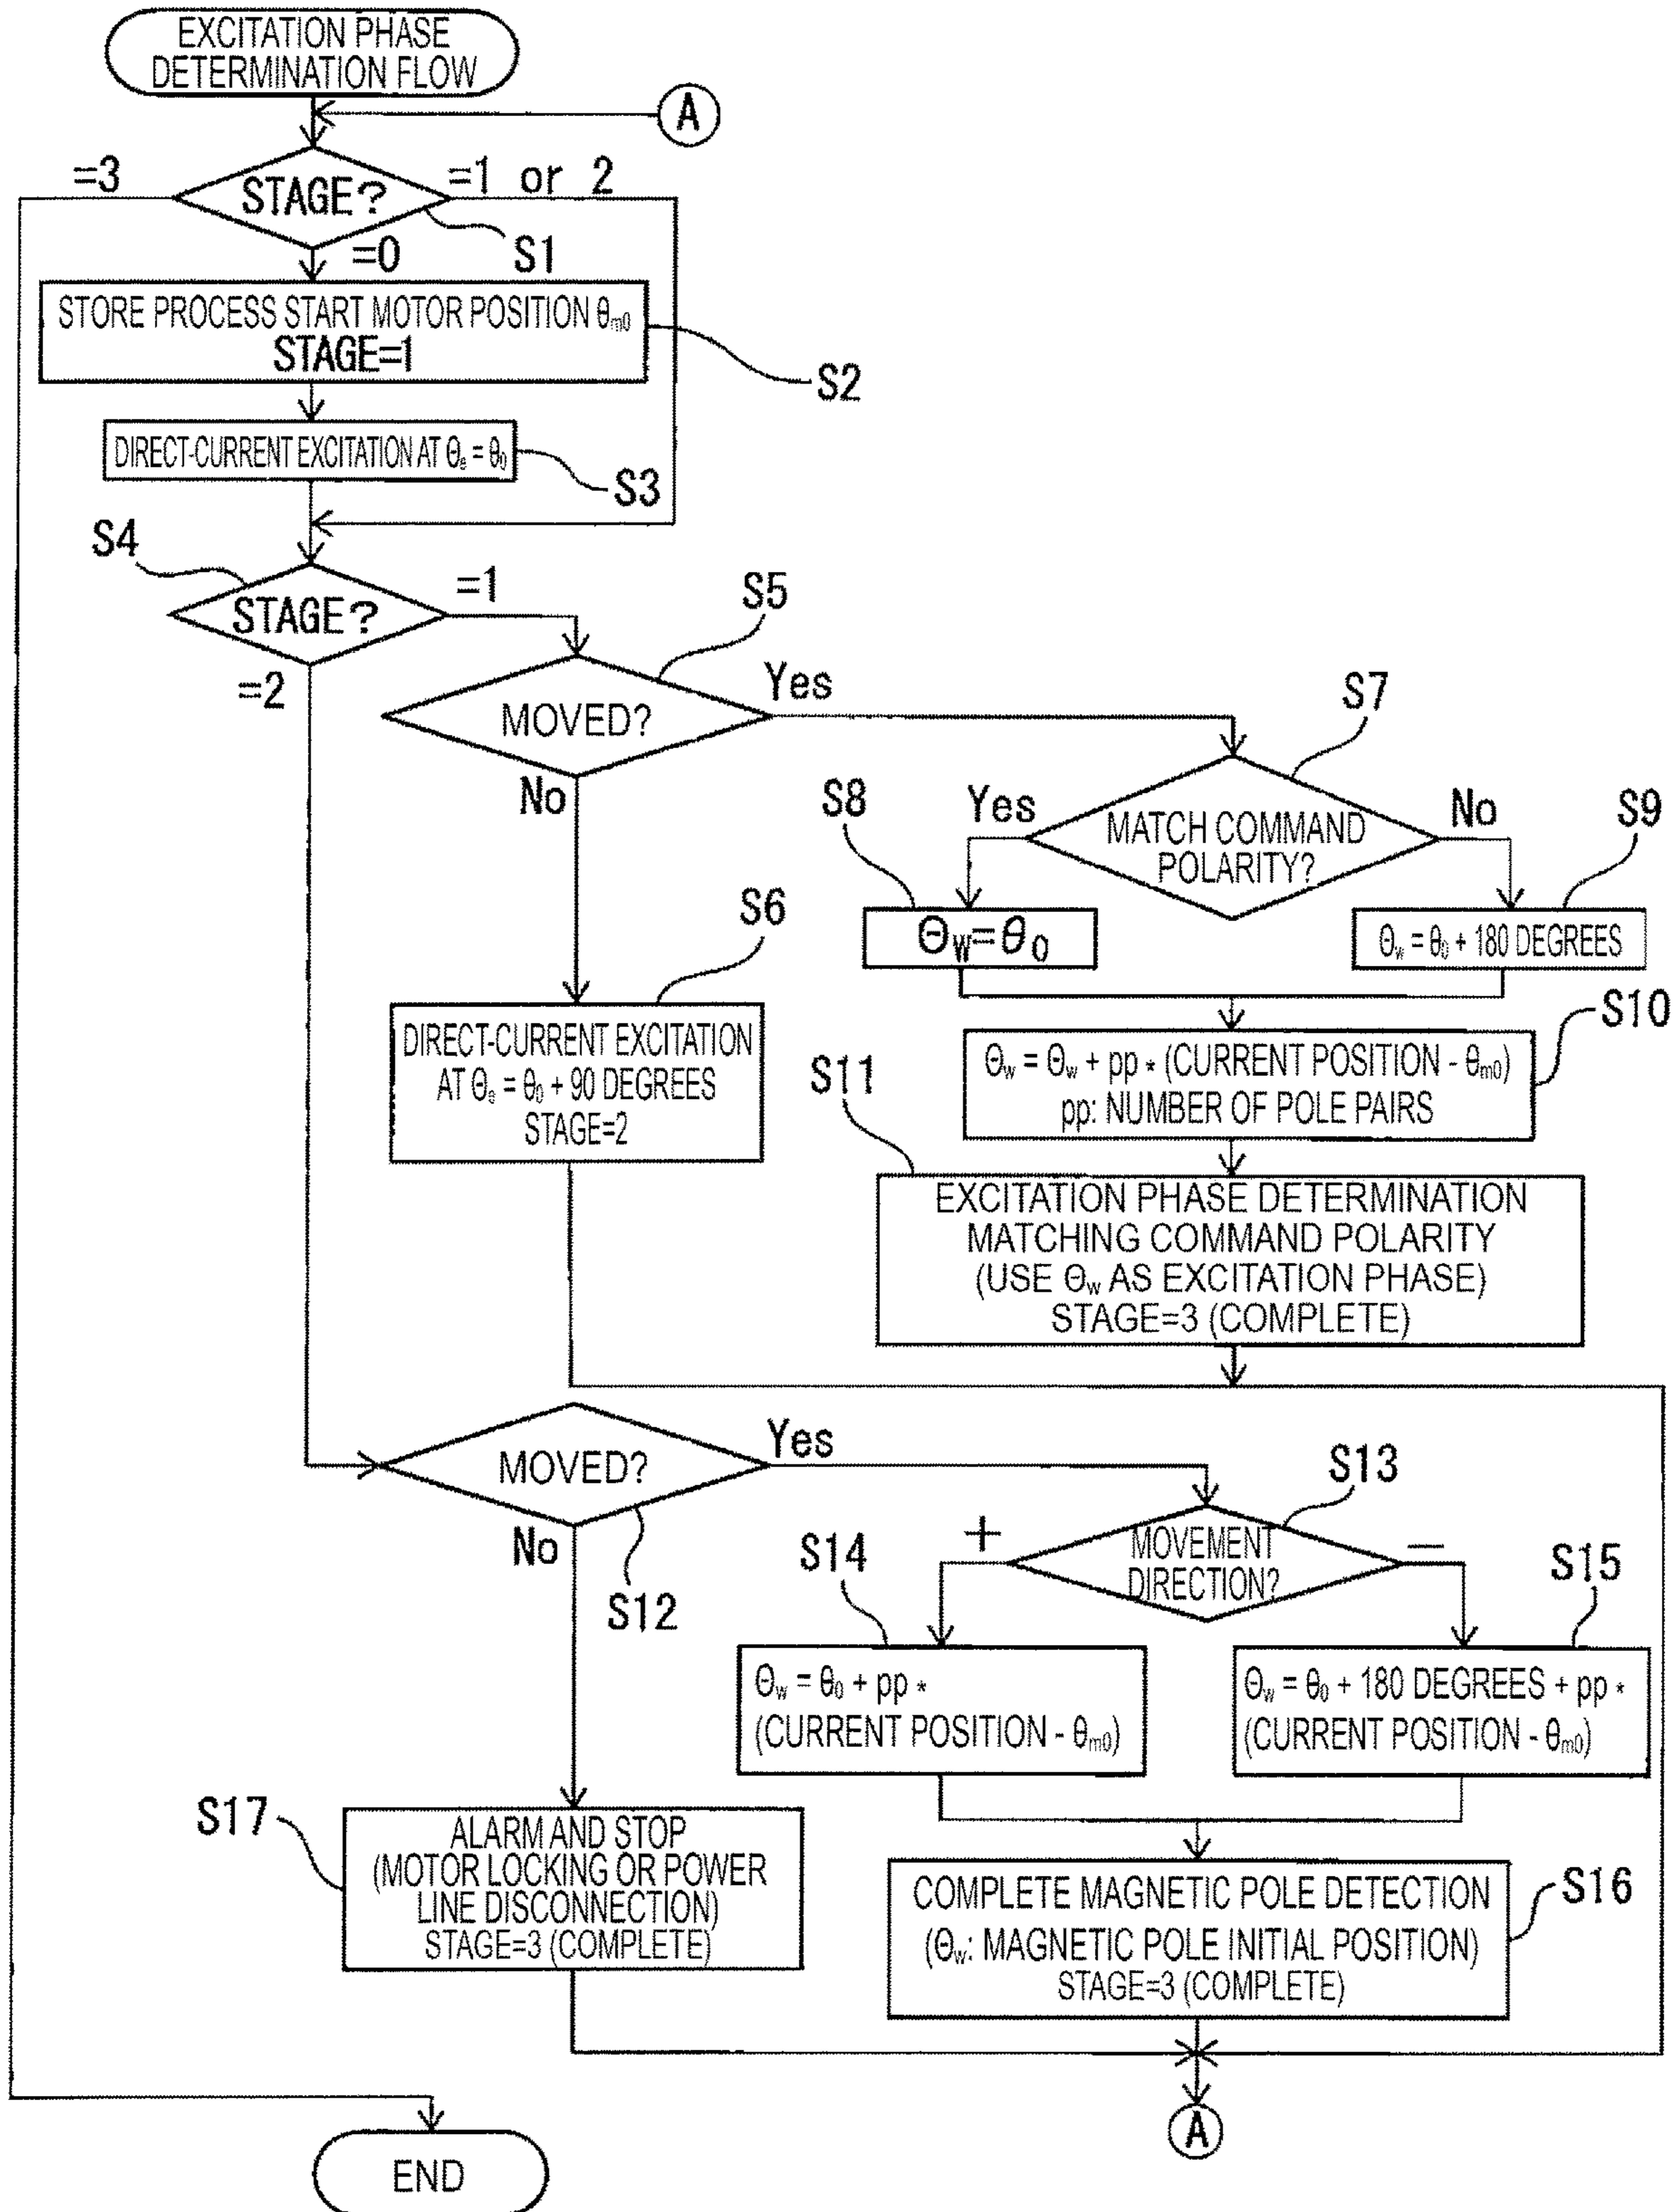 EXCITATION PHASE
DETERMINATION FLOW
A
=3
STAGE?
=1 or 2
S1
=0
STORE PROCESS START MOTOR POSITION θm0
STAGE=1
S2
DIRECT-CURRENT EXCITATION AT Θe = θ0
S3
S4
STAGE?
=1
=2
S5
MOVED?
Yes
No
S7
MATCH COMMAND
POLARITY?
Yes
No
S8
Θw=θ0
S9
Θw = θ0 + 180 DEGREES
S6
DIRECT-CURRENT EXCITATION
AT Θe = θ0 + 90 DEGREES
STAGE=2
S10
Θw = Θw + pp * (CURRENT POSITION - θm0)
pp: NUMBER OF POLE PAIRS
S11
EXCITATION PHASE DETERMINATION
MATCHING COMMAND POLARITY
(USE Θw AS EXCITATION PHASE)
STAGE=3 (COMPLETE)
MOVED?
Yes
No
S12
S13
MOVEMENT
DIRECTION?
+
−
S14
Θw = θ0 + pp *
(CURRENT POSITION - θm0)
S15
Θw = θ0 + 180 DEGREES + pp *
(CURRENT POSITION - θm0)
S17
ALARM AND STOP
(MOTOR LOCKING OR POWER
LINE DISCONNECTION)
STAGE=3 (COMPLETE)
COMPLETE MAGNETIC POLE DETECTION
(Θw: MAGNETIC POLE INITIAL POSITION)
STAGE=3 (COMPLETE)
S16
A
END